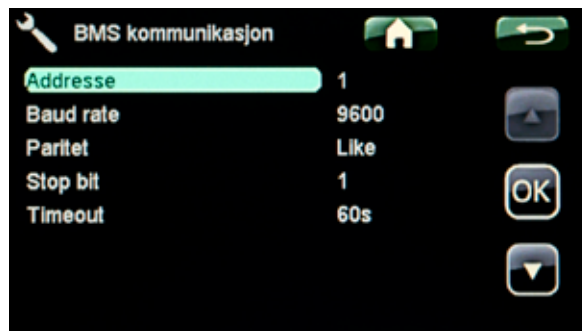 BMS kommunikasjon
Addresse 1
Baud rate 9600
Paritet Like
Stop bit 1
OK
Timeout 60s